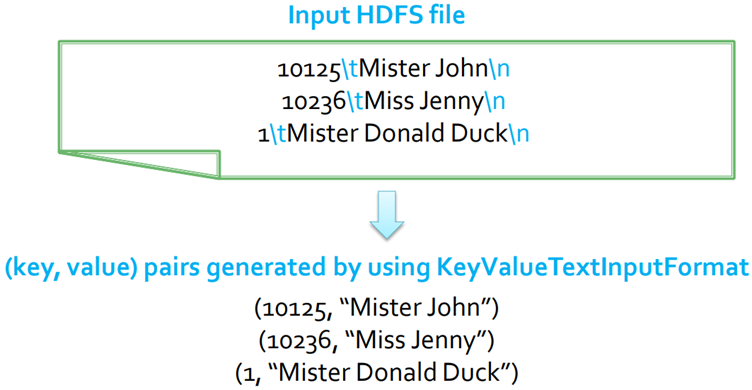 Input HDFS file
10125\tMister John\n
10236\tMiss Jenny\n
1\tMister Donald Duck\n
(key, value) pairs generated by using KeyValueTextInputFormat
(10125, “Mister John”)
(10236, “Miss Jenny”)
(1, “Mister Donald Duck”)